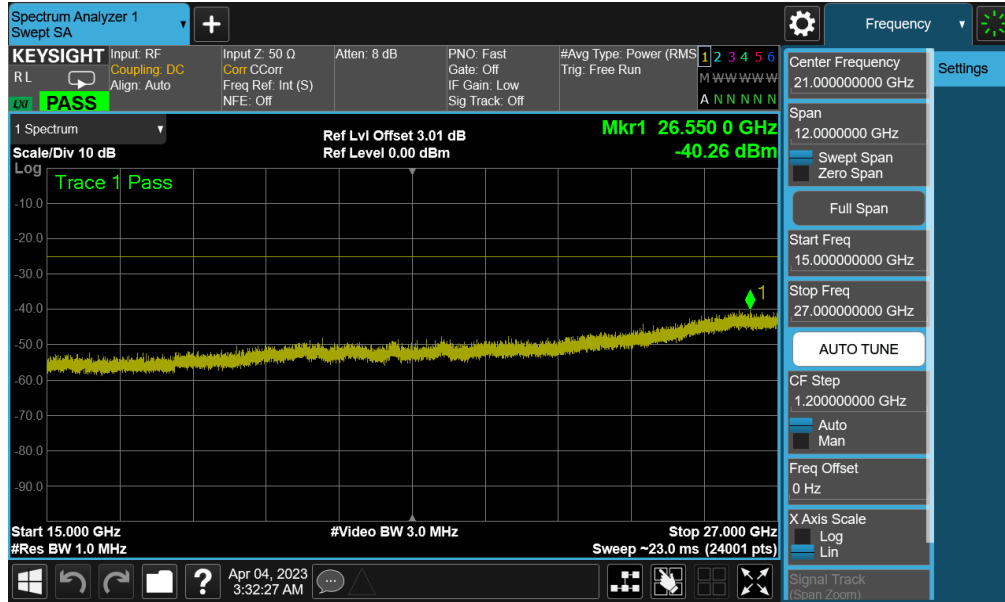 Spectrum Analyzer 1
Swept SA
+
Frequency
KEYSIGHT
R L
LXI
PASS
Input: RF
Coupling: DC
Align: Auto
Input Z: 50 Ω
Corr CCorr
Freq Ref: Int (S)
NFE: Off
Atten: 8 dB
PNO: Fast
Gate: Off
IF Gain: Low
Sig Track: Off
#Avg Type: Power (RMS
Trig: Free Run
1 2 3 4 5 6
M W W W W W
A N N N N N
1 Spectrum
Scale/Div 10 dB
Ref Lvl Offset 3.01 dB
Ref Level 0.00 dBm
Mkr1 26.550 0 GHz
-40.26 dBm
Log
Trace 1 Pass
-10.0
-20.0
-30.0
-40.0
-50.0
-60.0
-70.0
-80.0
-90.0
1
Start 15.000 GHz
#Res BW 1.0 MHz
#Video BW 3.0 MHz
Stop 27.000 GHz
Sweep ~23.0 ms (24001 pts)
Center Frequency
21.000000000 GHz
Span
12.0000000 GHz
Swept Span
Zero Span
Full Span
Start Freq
15.000000000 GHz
Stop Freq
27.000000000 GHz
AUTO TUNE
CF Step
1.200000000 GHz
Auto
Man
Freq Offset
0 Hz
X Axis Scale
Log
Lin
Signal Track
(Span Zoom)
Settings
?
Apr 04, 2023
3:32:27 AM